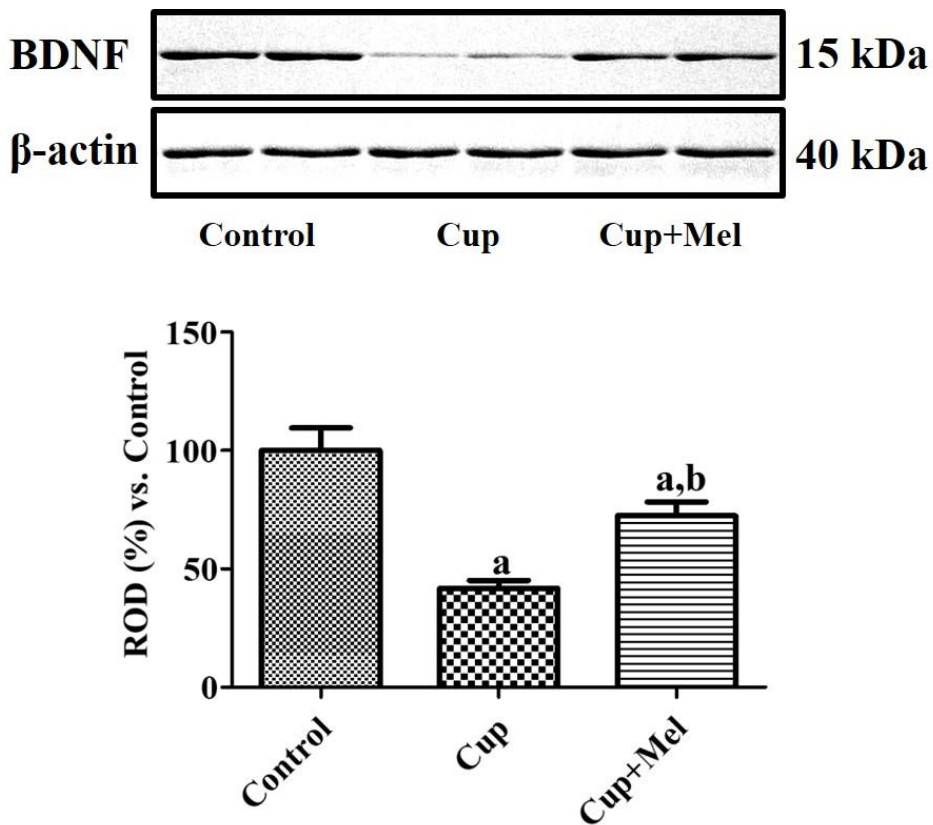 BDNF 15 kDa
β-actin 40 kDa
Control Cup Cup+Mel
ROD (%) vs. Control
150
100
50
0
a
a,b
Control Cup Cup+Mel